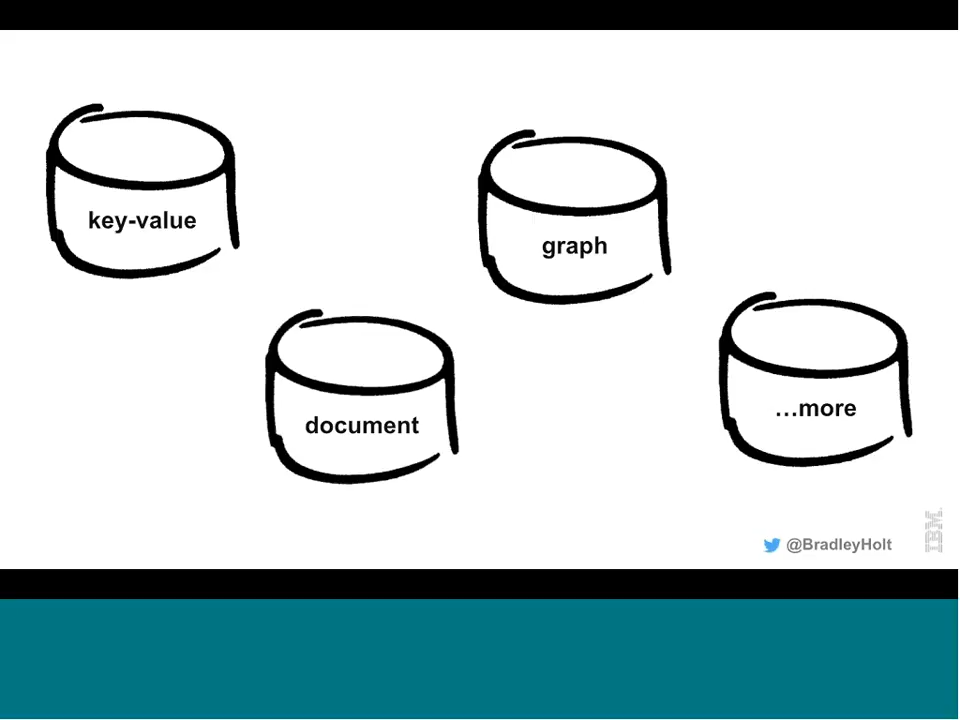 key-value
graph
document
…more
@BradleyHolt
IBM